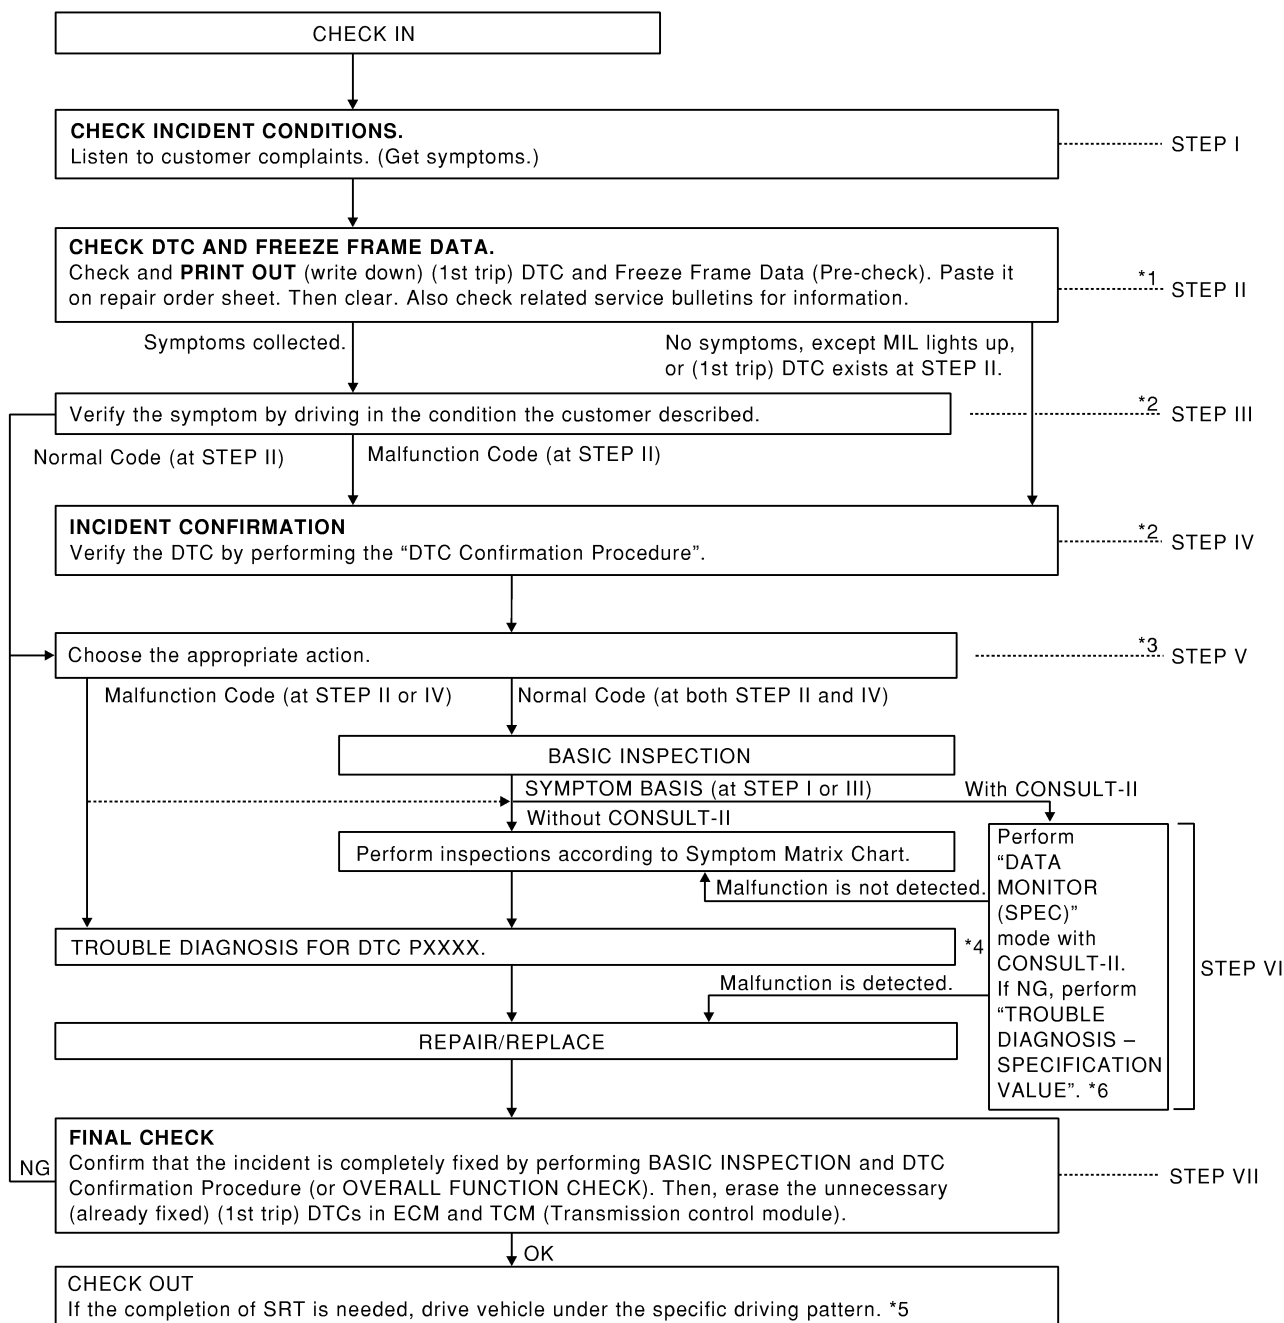 CHECK IN
CHECK INCIDENT CONDITIONS.
Listen to customer complaints. (Get symptoms.)
STEP I
CHECK DTC AND FREEZE FRAME DATA.
Check and PRINT OUT (write down) (1st trip) DTC and Freeze Frame Data (Pre-check). Paste it
on repair order sheet. Then clear. Also check related service bulletins for information.
*1
STEP II
Symptoms collected.
No symptoms, except MIL lights up,
or (1st trip) DTC exists at STEP II.
Verify the symptom by driving in the condition the customer described.
*2
STEP III
Normal Code (at STEP II)
Malfunction Code (at STEP II)
INCIDENT CONFIRMATION
Verify the DTC by performing the “DTC Confirmation Procedure”.
*2
STEP IV
Choose the appropriate action.
*3
STEP V
Malfunction Code (at STEP II or IV)
Normal Code (at both STEP II and IV)
BASIC INSPECTION
SYMPTOM BASIS (at STEP I or III)
With CONSULT-II
Without CONSULT-II
Perform inspections according to Symptom Matrix Chart.
Malfunction is not detected.
Perform
“DATA
MONITOR
(SPEC)”
mode with
CONSULT-II.
If NG, perform
“TROUBLE
DIAGNOSIS –
SPECIFICATION
VALUE”. *6
STEP VI
TROUBLE DIAGNOSIS FOR DTC PXXXX.
*4
Malfunction is detected.
REPAIR/REPLACE
NG
FINAL CHECK
Confirm that the incident is completely fixed by performing BASIC INSPECTION and DTC
Confirmation Procedure (or OVERALL FUNCTION CHECK). Then, erase the unnecessary
(already fixed) (1st trip) DTCs in ECM and TCM (Transmission control module).
STEP VII
OK
CHECK OUT
If the completion of SRT is needed, drive vehicle under the specific driving pattern. *5